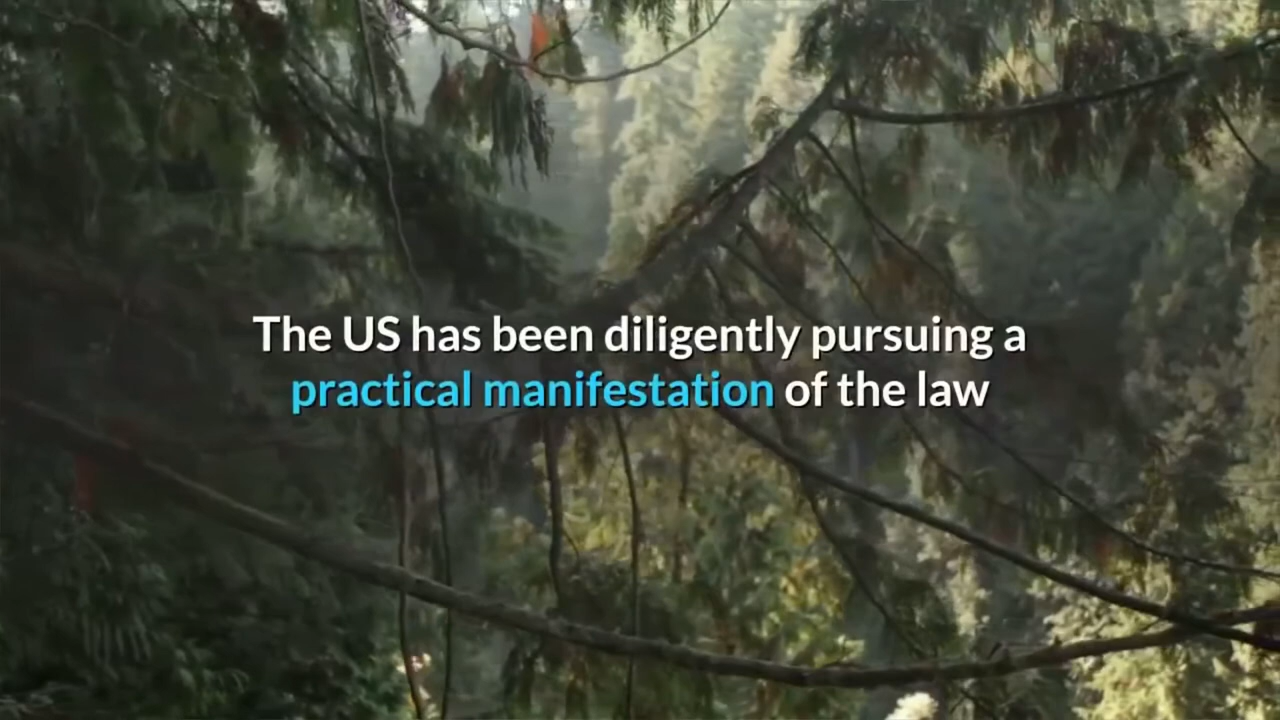 The US has been diligently pursuing a
practical manifestation of the law